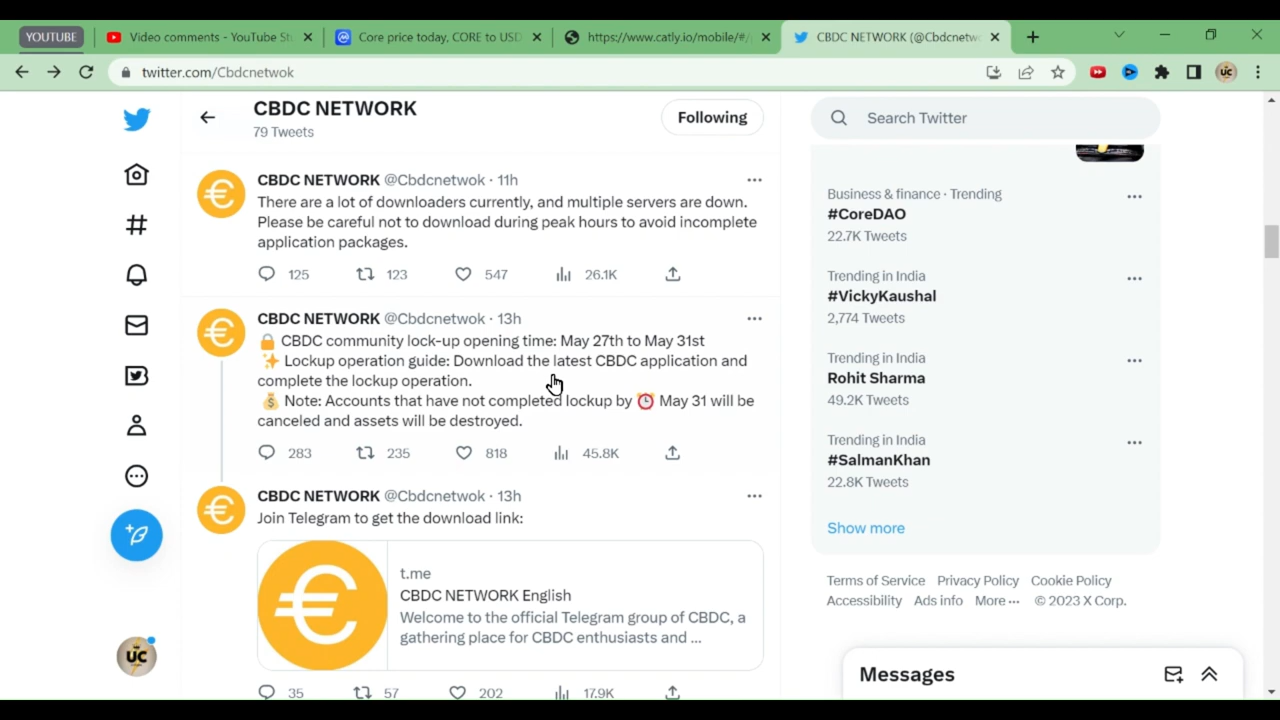 YOUTUBE
Video comments - YouTube St
Core price today, CORE to USD
https://www.catly.io/mobile/#/
CBDC NETWORK (@Cbdcnetw
twitter.com/Cbdcnetwok
UC
CBDC NETWORK
79 Tweets
Following
Search Twitter
CBDC NETWORK @Cbdcnetwok · 11h
There are a lot of downloaders currently, and multiple servers are down.
Please be careful not to download during peak hours to avoid incomplete
application packages.
125 123 547 26.1K
CBDC NETWORK @Cbdcnetwok · 13h
🔒 CBDC community lock-up opening time: May 27th to May 31st
✨ Lockup operation guide: Download the latest CBDC application and
complete the lockup operation.
💰 Note: Accounts that have not completed lockup by ⏰ May 31 will be
canceled and assets will be destroyed.
283 235 818 45.8K
CBDC NETWORK @Cbdcnetwok · 13h
Join Telegram to get the download link:
€
t.me
CBDC NETWORK English
Welcome to the official Telegram group of CBDC, a
gathering place for CBDC enthusiasts and ...
35 57 202 17.9K
Business & finance · Trending
#CoreDAO
22.7K Tweets
Trending in India
#VickyKaushal
2,774 Tweets
Trending in India
Rohit Sharma
49.2K Tweets
Trending in India
#SalmanKhan
22.8K Tweets
Show more
Terms of Service Privacy Policy Cookie Policy
Accessibility Ads info More ··· © 2023 X Corp.
Messages
UC